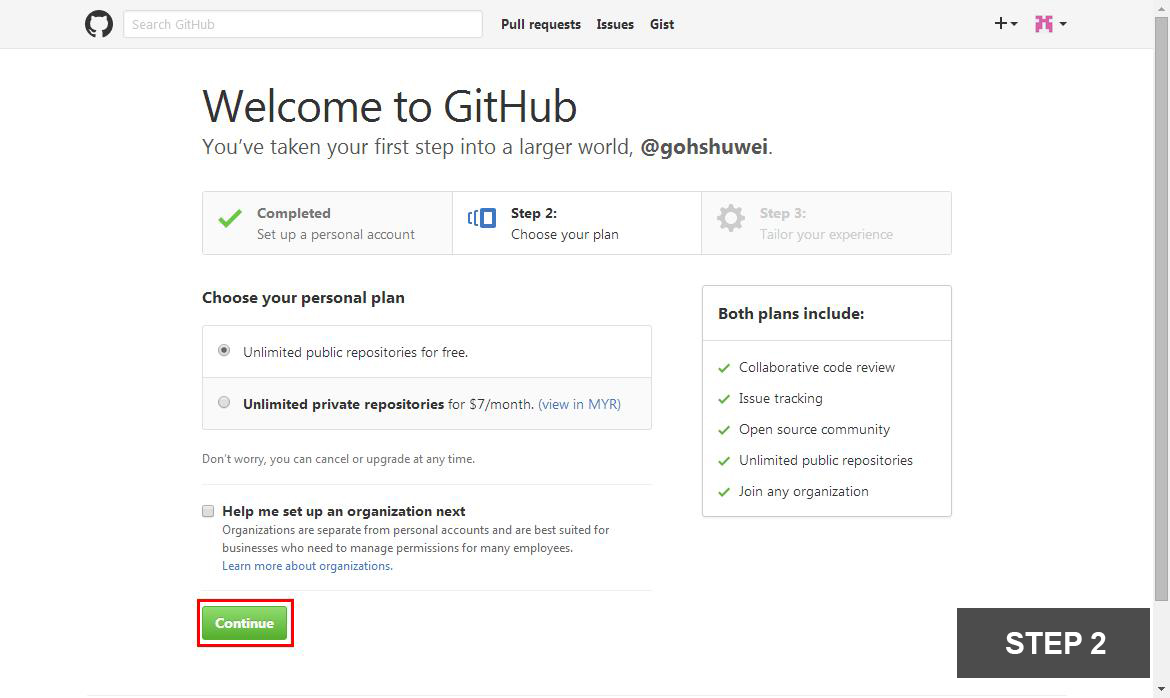 Search GitHub
Pull requests
Issues
Gist
Welcome to GitHub
You've taken your first step into a larger world, @gohshuwei.
Completed
Set up a personal account
Step 2:
Choose your plan
Step 3:
Tailor your experience
Choose your personal plan
Unlimited public repositories for free.
Unlimited private repositories for $7/month. (view in MYR)
Don't worry, you can cancel or upgrade at any time.
Help me set up an organization next
Organizations are separate from personal accounts and are best suited for
businesses who need to manage permissions for many employees.
Learn more about organizations.
Continue
Both plans include:
Collaborative code review
Issue tracking
Open source community
Unlimited public repositories
Join any organization
STEP 2